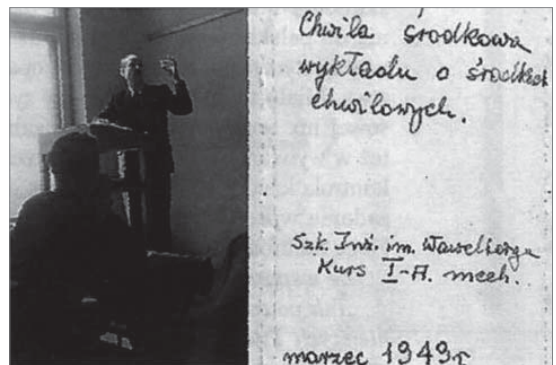 Chwila środkowa
wykładu o środkach
chwilowych.
Szk. Inż. im. Wawelberga
Kurs I-A. mech.
marzec 1949 r